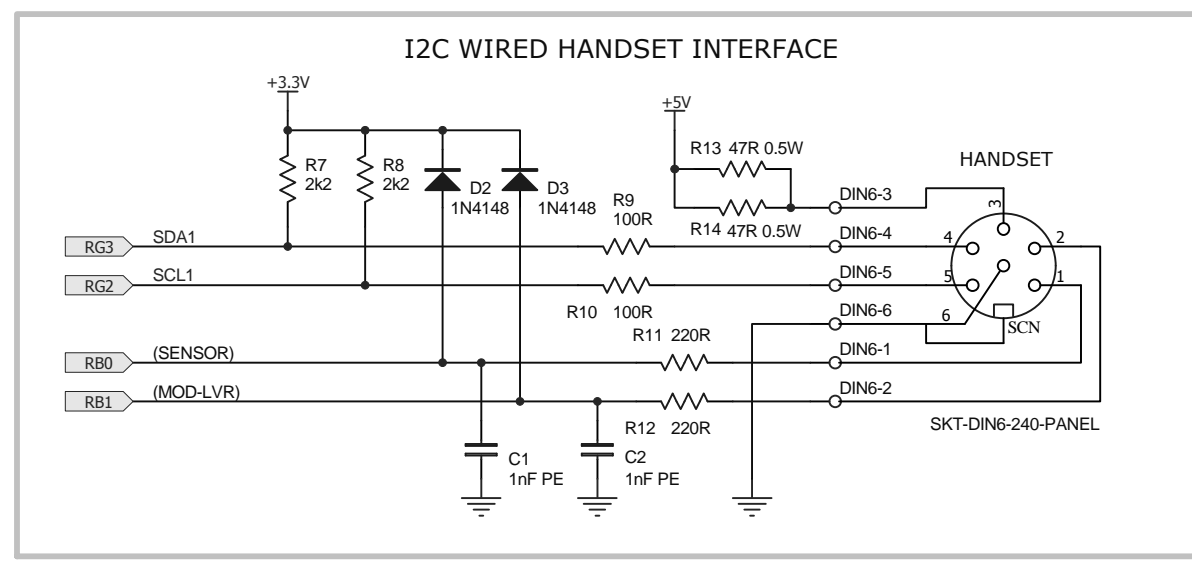 I2C WIRED HANDSET INTERFACE
+3.3V
+5V
R13 47R 0.5W
HANDSET
R7
2k2
R8
2k2
D2
1N4148
D3
1N4148
R9
100R
R14 47R 0.5W
DIN6-3
3
RG3
SDA1
DIN6-4
4
2
RG2
SCL1
DIN6-5
5
1
R10 100R
DIN6-6
6
SCN
R11 220R
RB0
(SENSOR)
DIN6-1
RB1
(MOD-LVR)
DIN6-2
R12 220R
SKT-DIN6-240-PANEL
C1
1nF PE
C2
1nF PE